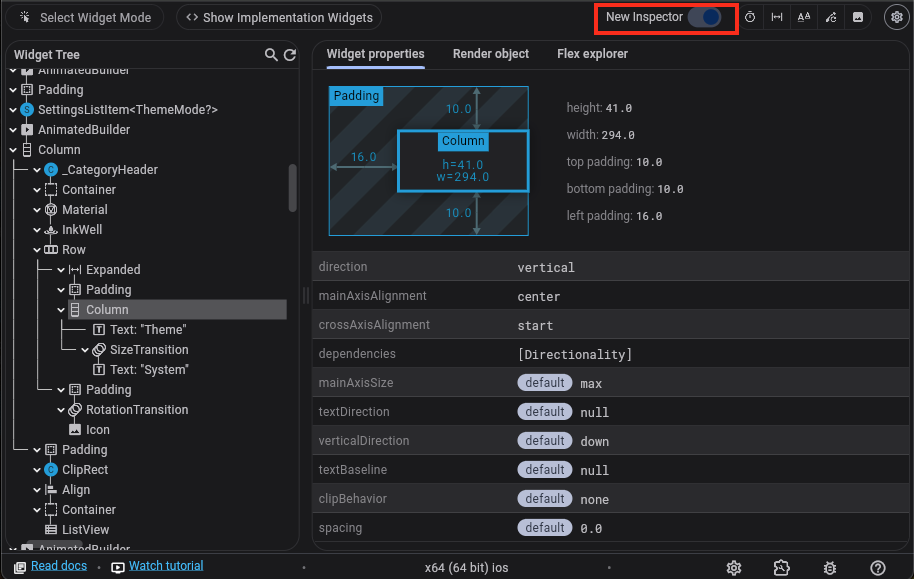 Select Widget Mode
Show Implementation Widgets
New Inspector
AA
Widget Tree
AnimatedBuilder
Padding
SettingsListItem<ThemeMode?>
AnimatedBuilder
Column
C _CategoryHeader
Container
Material
InkWell
Row
Expanded
Padding
Column
T Text: "Theme"
SizeTransition
T Text: "System"
Padding
RotationTransition
Icon
Padding
C ClipRect
Align
Container
ListView
AnimatedBuilder
Widget properties
Render object
Flex explorer
Padding
10.0
Column
16.0
h=41.0
w=294.0
10.0
height: 41.0
width: 294.0
top padding: 10.0
bottom padding: 10.0
left padding: 16.0
direction vertical
mainAxisAlignment center
crossAxisAlignment start
dependencies [Directionality]
mainAxisSize default max
textDirection default null
verticalDirection default down
textBaseline default null
clipBehavior default none
spacing default 0.0
Read docs • Watch tutorial • x64 (64 bit) ios •